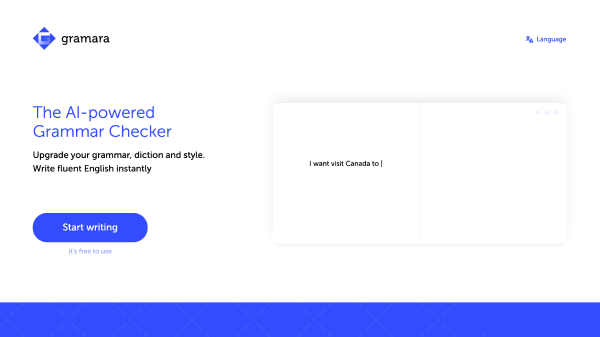 gramara
Language
The AI-powered
Grammar Checker
Upgrade your grammar, diction and style.
Write fluent English instantly
I want visit Canada to |
Start writing
It's free to use